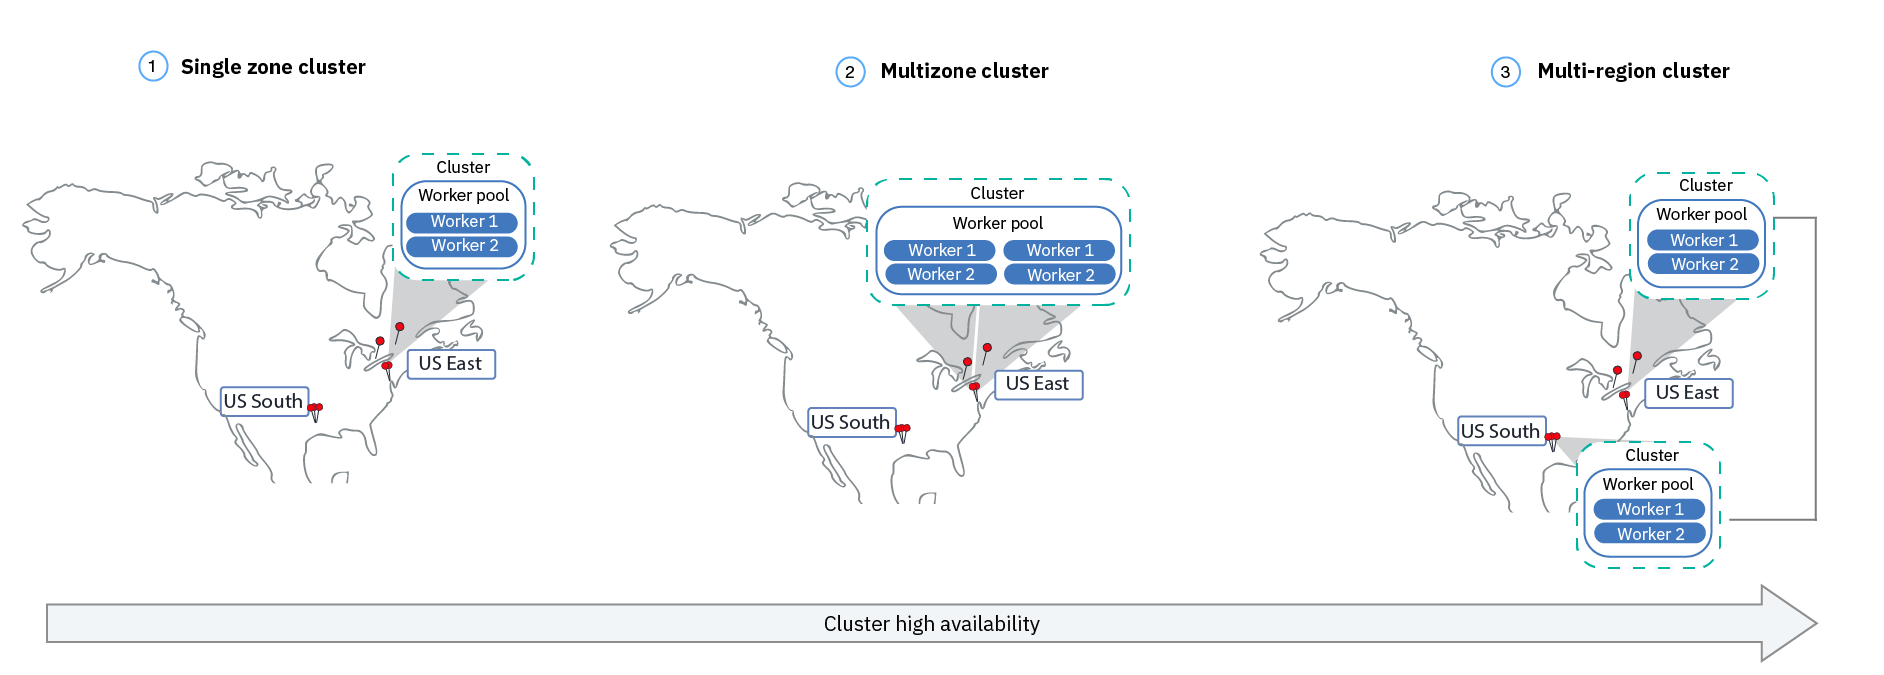 1 Single zone cluster
Cluster
Worker pool
Worker 1
Worker 2
US East
US South
2 Multizone cluster
Cluster
Worker pool
Worker 1 Worker 1
Worker 2 Worker 2
US East
US South
3 Multi-region cluster
Cluster
Worker pool
Worker 1
Worker 2
US East
US South
Cluster
Worker pool
Worker 1
Worker 2
Cluster high availability